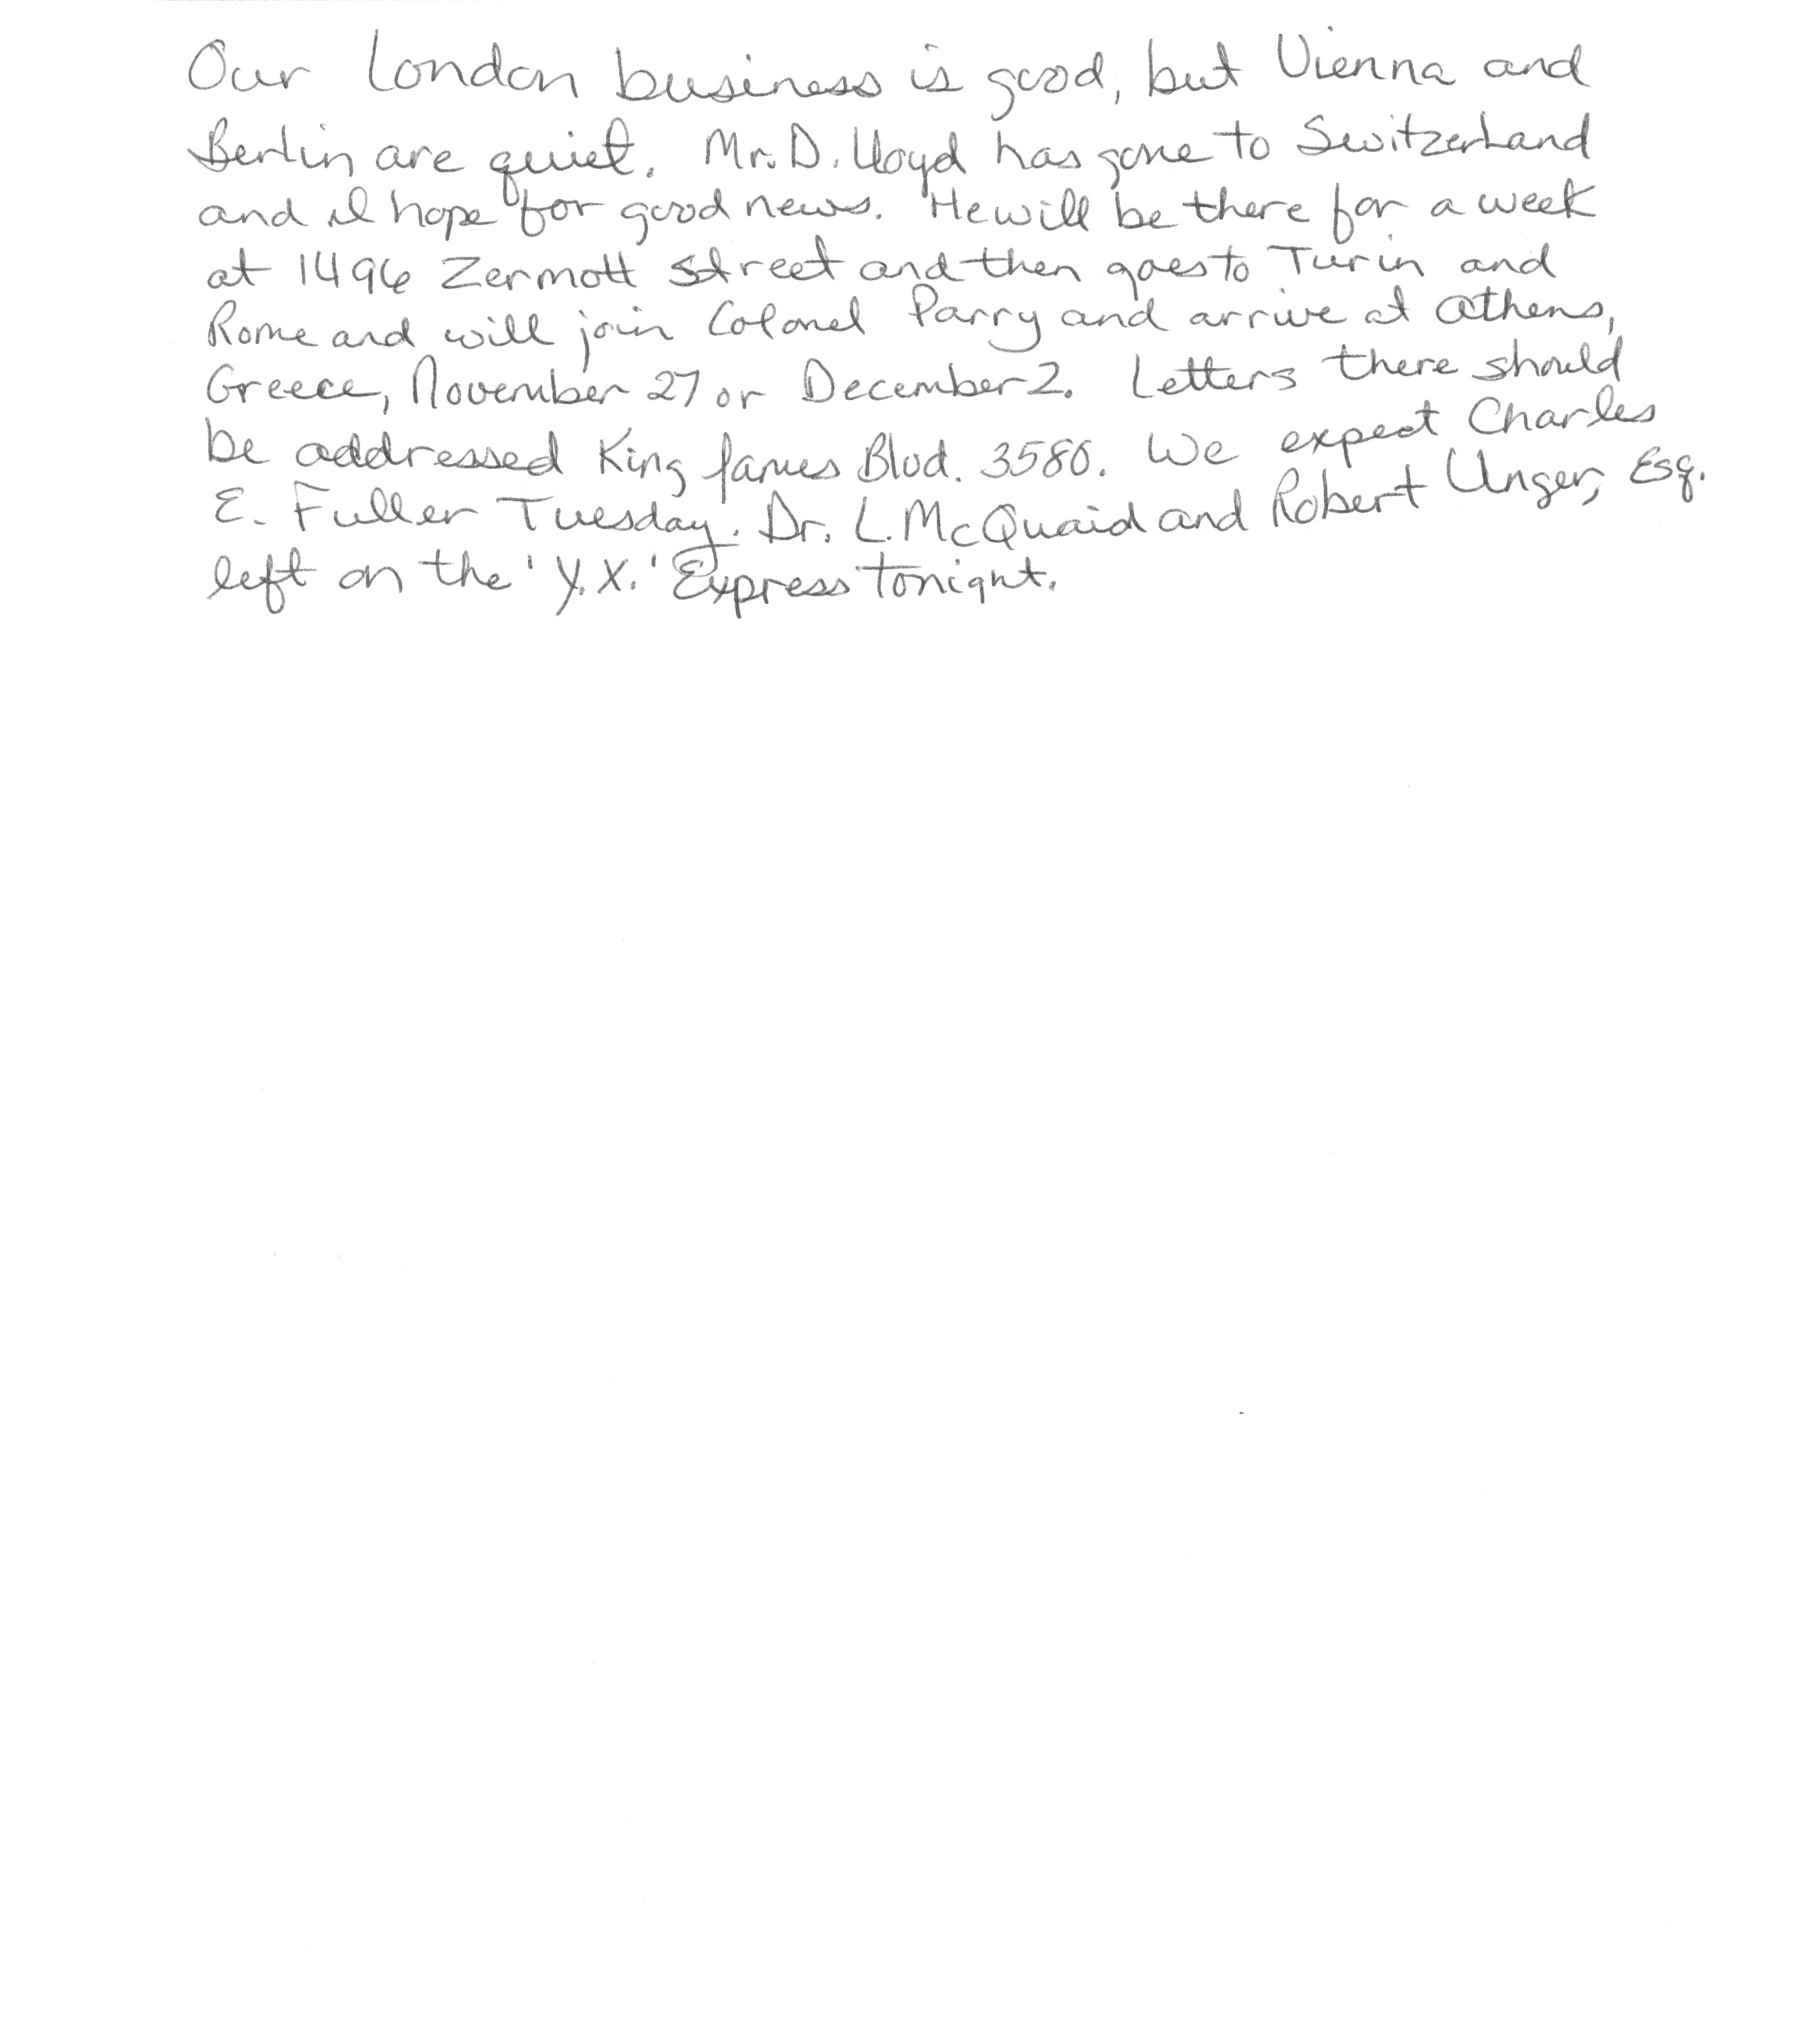 Our London business is good, but Vienna and
Berlin are quiet. Mr. D. Lloyd has gone to Switzerland
and I hope for good news. He will be there for a week
at 1496 Zermott Street and then goes to Turin and
Rome and will join Colonel Parry and arrive at Athens,
Greece, November 27 or December 2. Letters there should
be addressed King James Blvd. 3580. We expect Charles
E. Fuller Tuesday. Dr. L. McQuaid and Robert Unger, Esq.
left on the 'Y.X.' Express tonight.